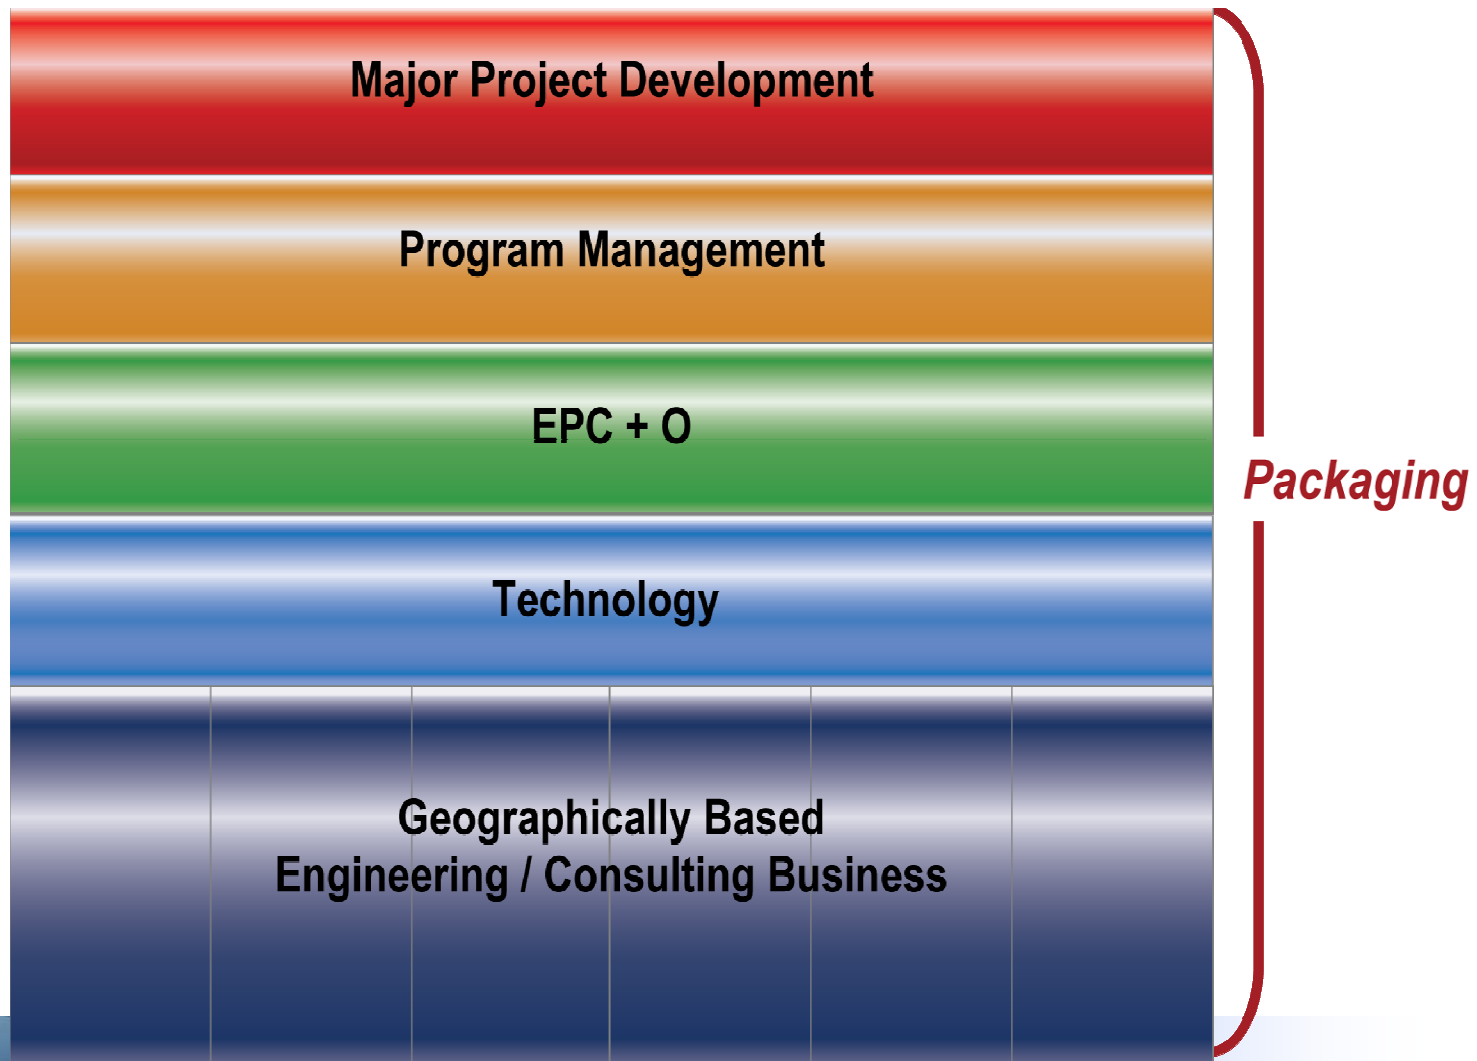 Major Project Development
Program Management
EPC + O
Packaging
Technology
Geographically Based
Engineering / Consulting Business